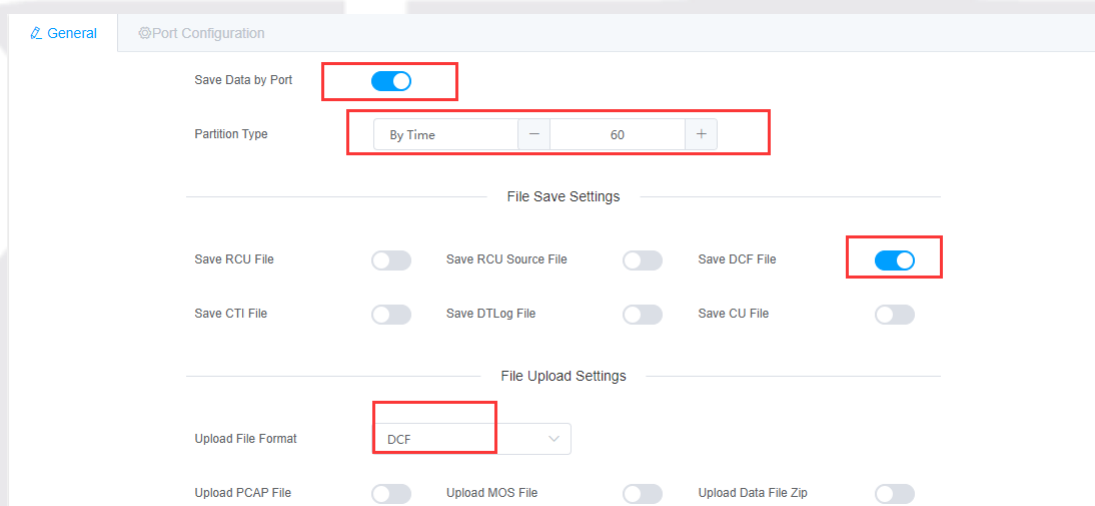 General
Port Configuration
Save Data by Port
Partition Type
By Time
60
File Save Settings
Save RCU File
Save RCU Source File
Save DCF File
Save CTI File
Save DTLog File
Save CU File
File Upload Settings
Upload File Format
DCF
Upload PCAP File
Upload MOS File
Upload Data File Zip